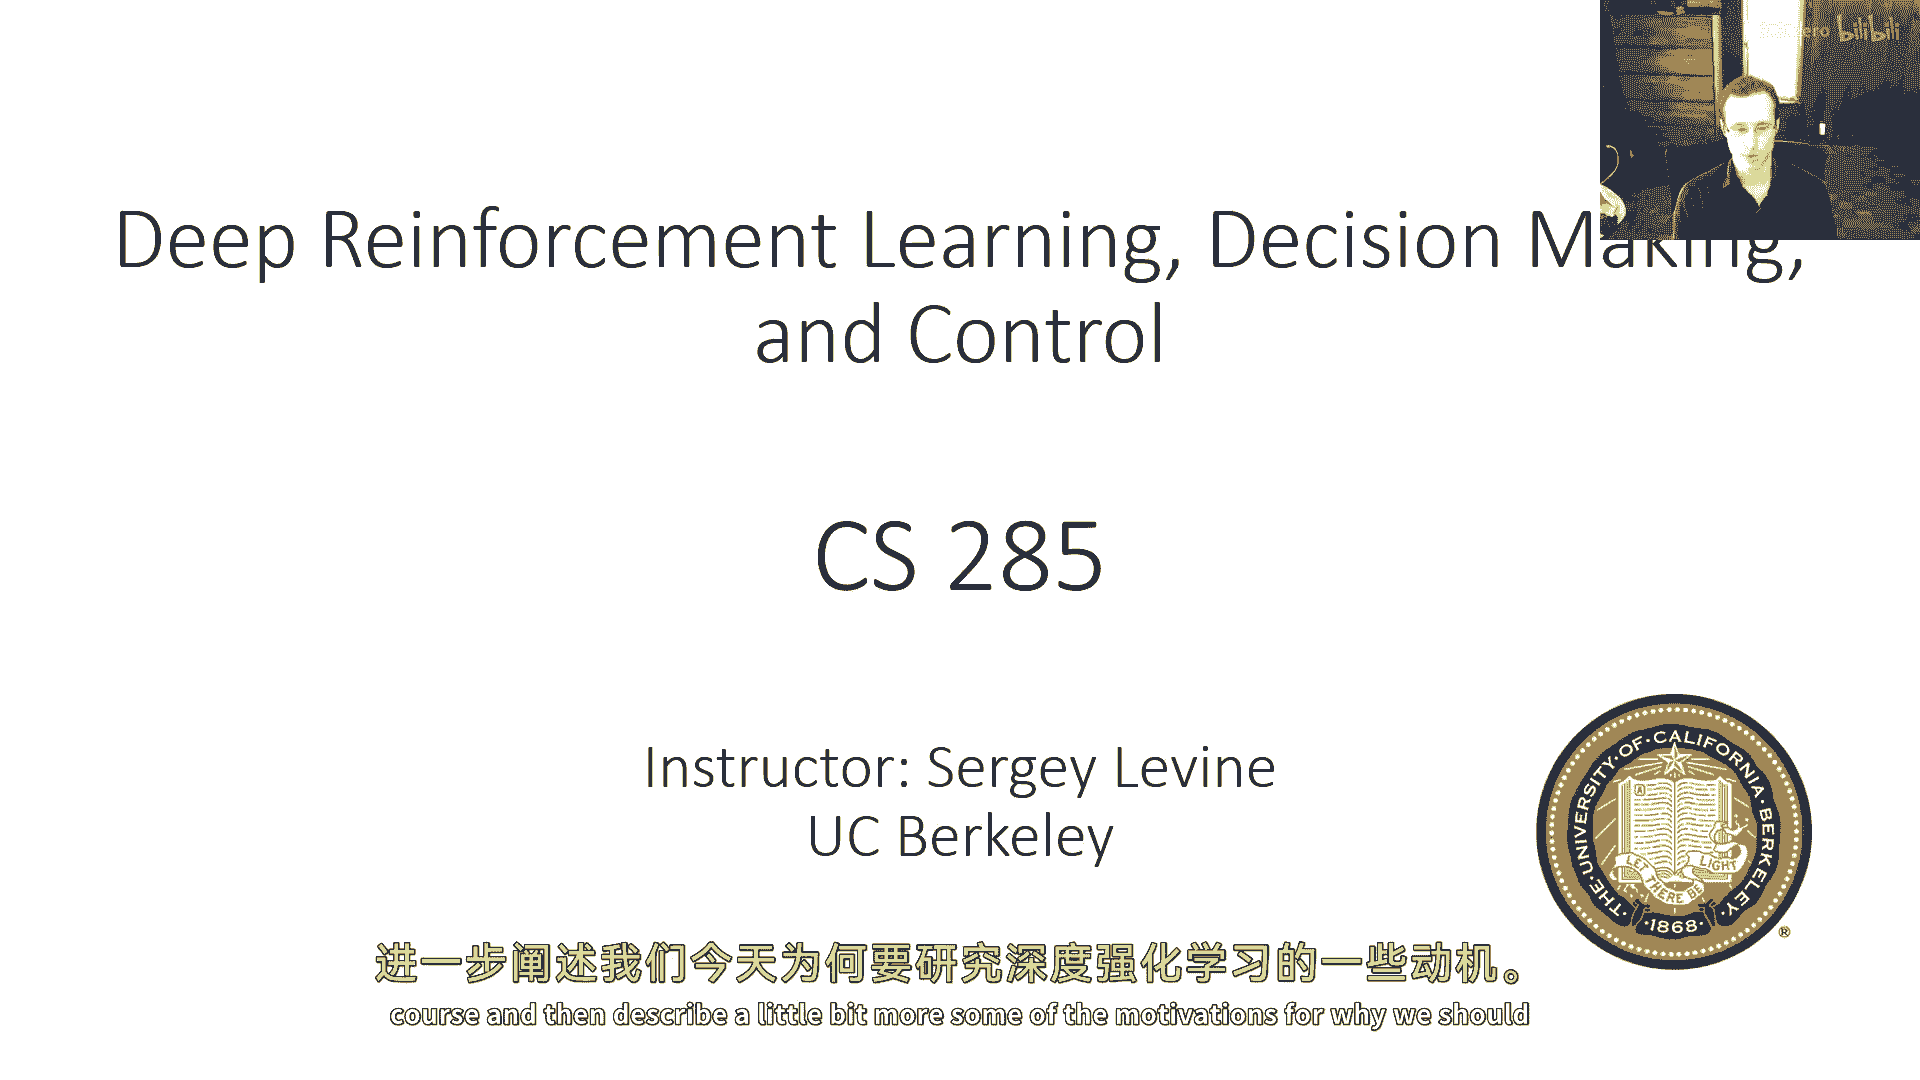 bilibili
Deep Reinforcement Learning, Decision Making,
and Control
CS 285
Instructor: Sergey Levine
UC Berkeley
THE·UNIVERSITY·OF·CALIFORNIA·BERKELEY
A
LET THERE BE LIGHT
·1868·
®
进一步阐述我们今天为何要研究深度强化学习的一些动机。
course and then describe a little bit more some of the motivations for why we should